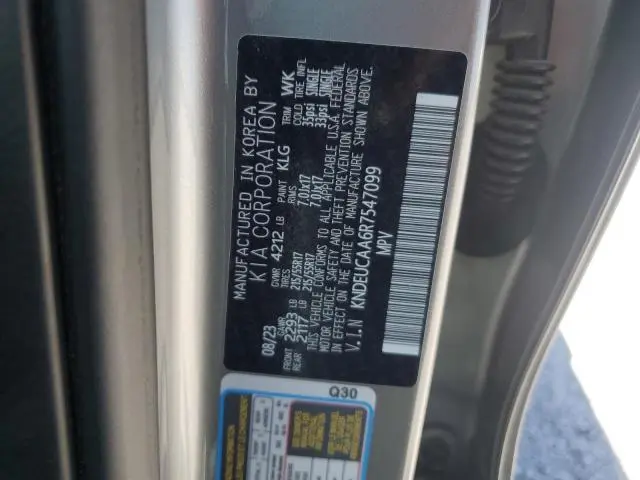 MANUFACTURED IN KOREA BY
KIA CORPORATION
08/23 GVWR 4212 LB PAINT KLG TRIM WK
GAWR TIRES RIMS COLD TIRE INFL
FRONT 2293 LB 215/55R17 7.0Jx17 35psi SINGLE
REAR 2117 LB 215/55R17 7.0Jx17 35psi SINGLE
THIS VEHICLE CONFORMS TO ALL APPLICABLE U.S.A. FEDERAL
MOTOR VEHICLE SAFETY AND THEFT PREVENTION STANDARDS
IN EFFECT ON THE DATE OF MANUFACTURE SHOWN ABOVE.
V.I.N KNDEUCAA6R7547099
MPV
Q30